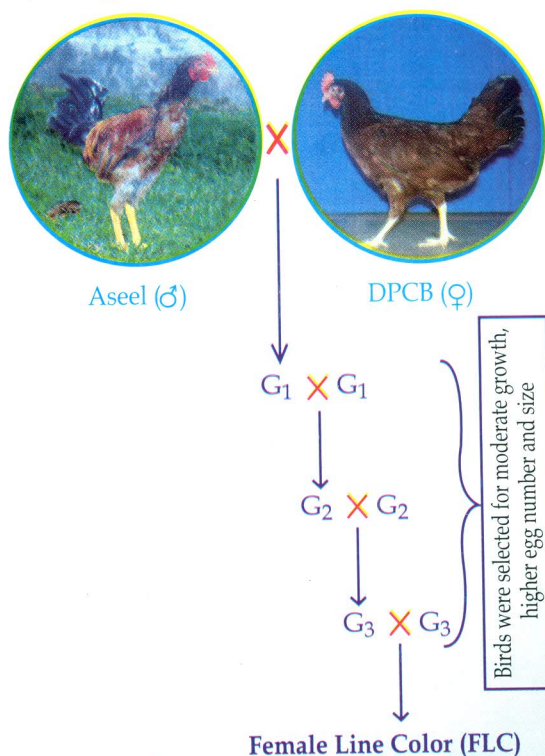 X
Aseel (♂)
DPCB (♀)
G₁ X G₁
G₂ X G₂
G₃ X G₃
Birds were selected for moderate growth,
higher egg number and size
Female Line Color (FLC)